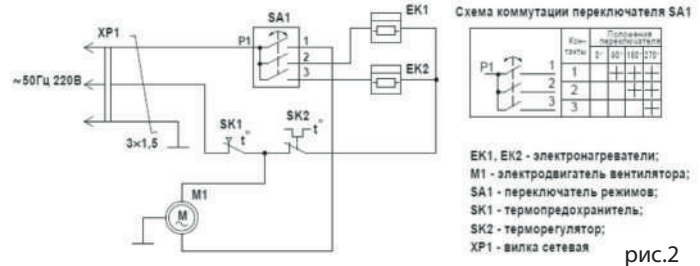 XP1
SA1
EK1
P1
1
2
3
EK2
~50Гц 220В
3×1,5
SK1
t°
SK2
t°
M1
M
Схема коммутации переключателя SA1
P1
1
2
3
Кон-
такты
Положения
переключателя
0° 90° 180° 270°
1 + + +
2 + +
3 +
EK1, EK2 - электронагреватели;
M1 - электродвигатель вентилятора;
SA1 - переключатель режимов;
SK1 - термопредохранитель;
SK2 - терморегулятор;
XP1 - вилка сетевая
рис.2